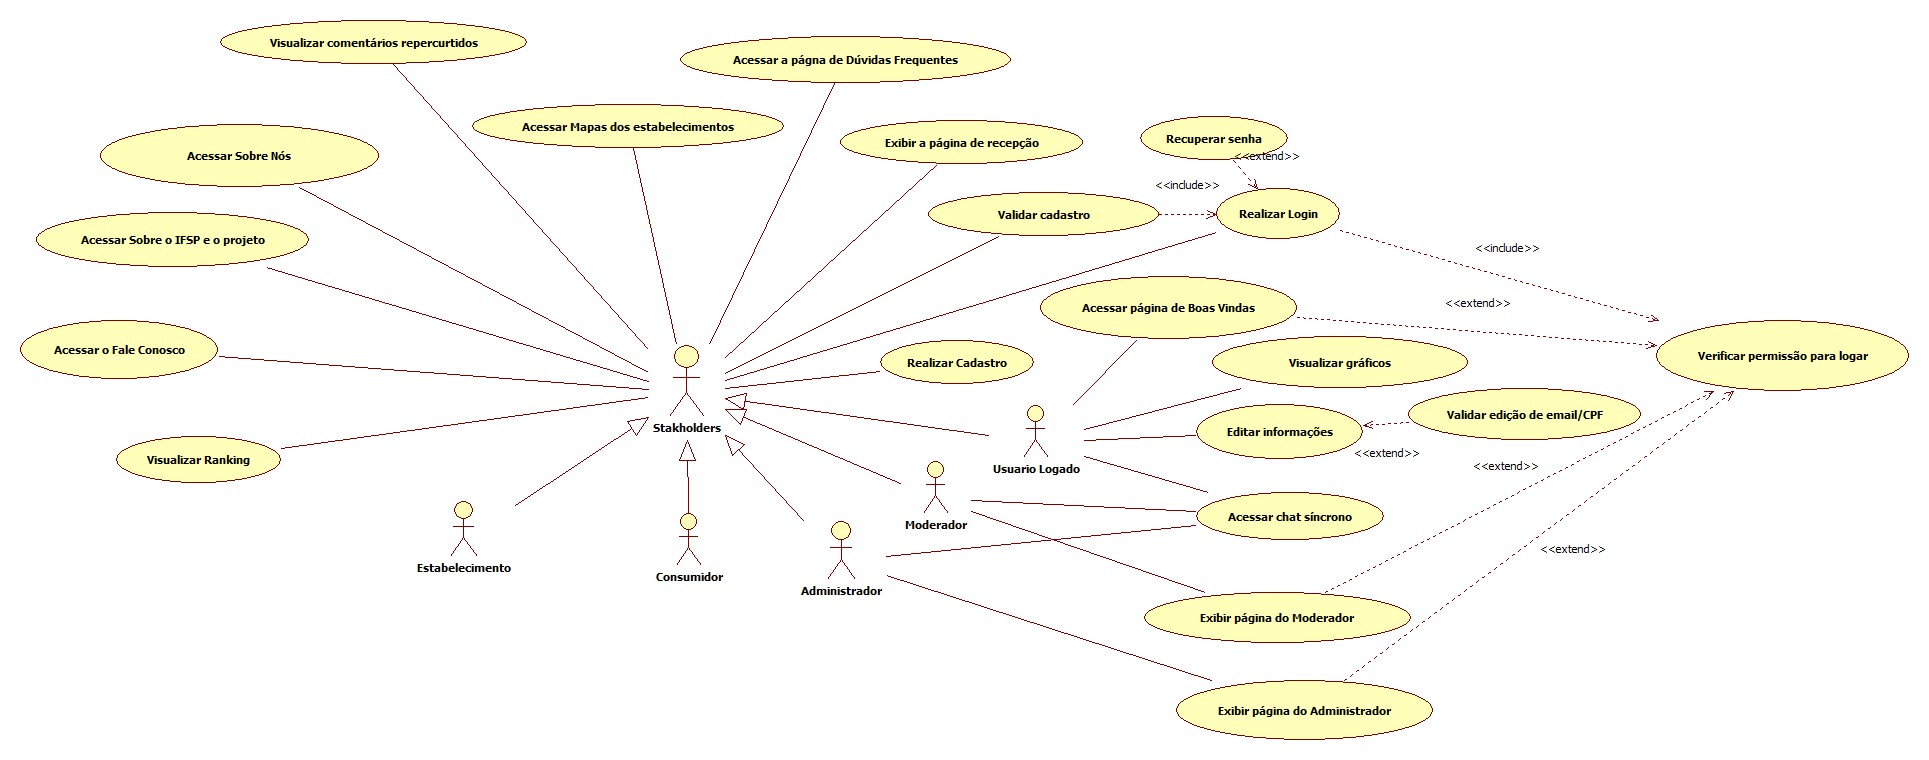 Visualizar comentários repercurtidos
Acessar a págna de Dúvidas Frequentes
Acessar Mapas dos estabelecimentos
Exibir a página de recepção
Recuperar senha
<<extend>>
Acessar Sobre Nós
<<include>>
Validar cadastro
Realizar Login
Acessar Sobre o IFSP e o projeto
<<include>>
<<extend>>
Acessar página de Boas Vindas
Acessar o Fale Conosco
Realizar Cadastro
Visualizar gráficos
Verificar permissão para logar
Validar edição de email/CPF
Stakholders
Editar informações
<<extend>>
Visualizar Ranking
Usuario Logado
<<extend>>
Moderador
Acessar chat síncrono
<<extend>>
Estabelecimento
Consumidor
Administrador
Exibir página do Moderador
Exibir página do Administrador